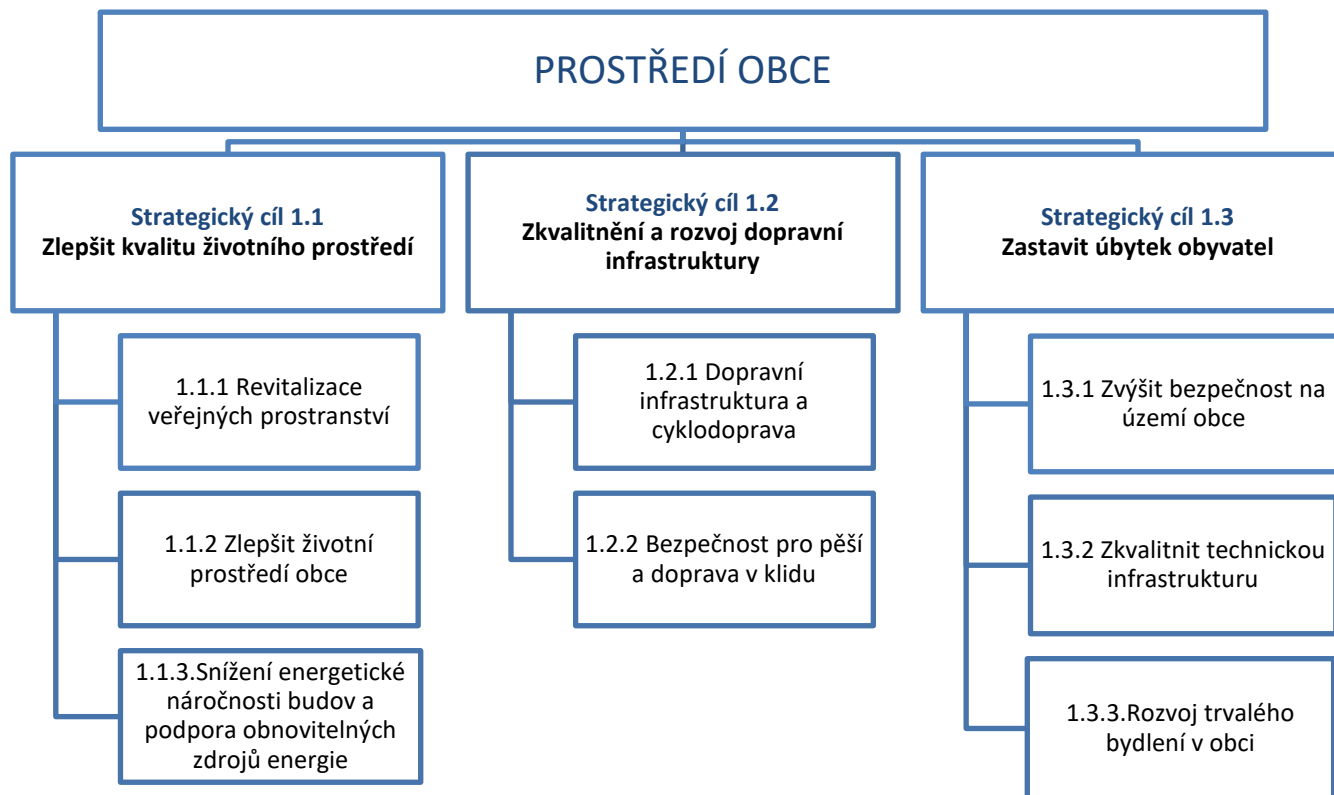 PROSTŘEDÍ OBCE
Strategický cíl 1.1
Zlepšit kvalitu životního prostředí
1.1.1 Revitalizace
veřejných prostranství
1.1.2 Zlepšit životní
prostředí obce
1.1.3.Snížení energetické
náročnosti budov a
podpora obnovitelných
zdrojů energie
Strategický cíl 1.2
Zkvalitnění a rozvoj dopravní
infrastruktury
1.2.1 Dopravní
infrastruktura a
cyklodoprava
1.2.2 Bezpečnost pro pěší
a doprava v klidu
Strategický cíl 1.3
Zastavit úbytek obyvatel
1.3.1 Zvýšit bezpečnost na
území obce
1.3.2 Zkvalitnit technickou
infrastrukturu
1.3.3.Rozvoj trvalého
bydlení v obci